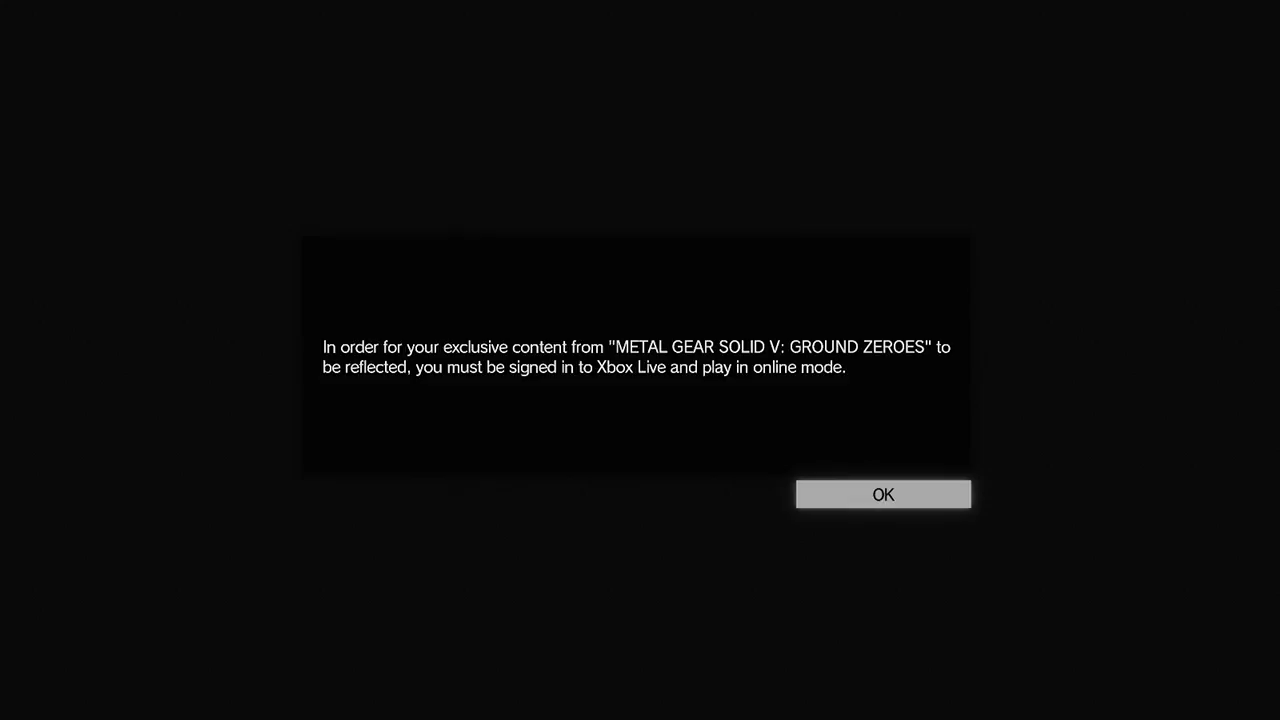 In order for your exclusive content from "METAL GEAR SOLID V: GROUND ZEROES" to
be reflected, you must be signed in to Xbox Live and play in online mode.
OK